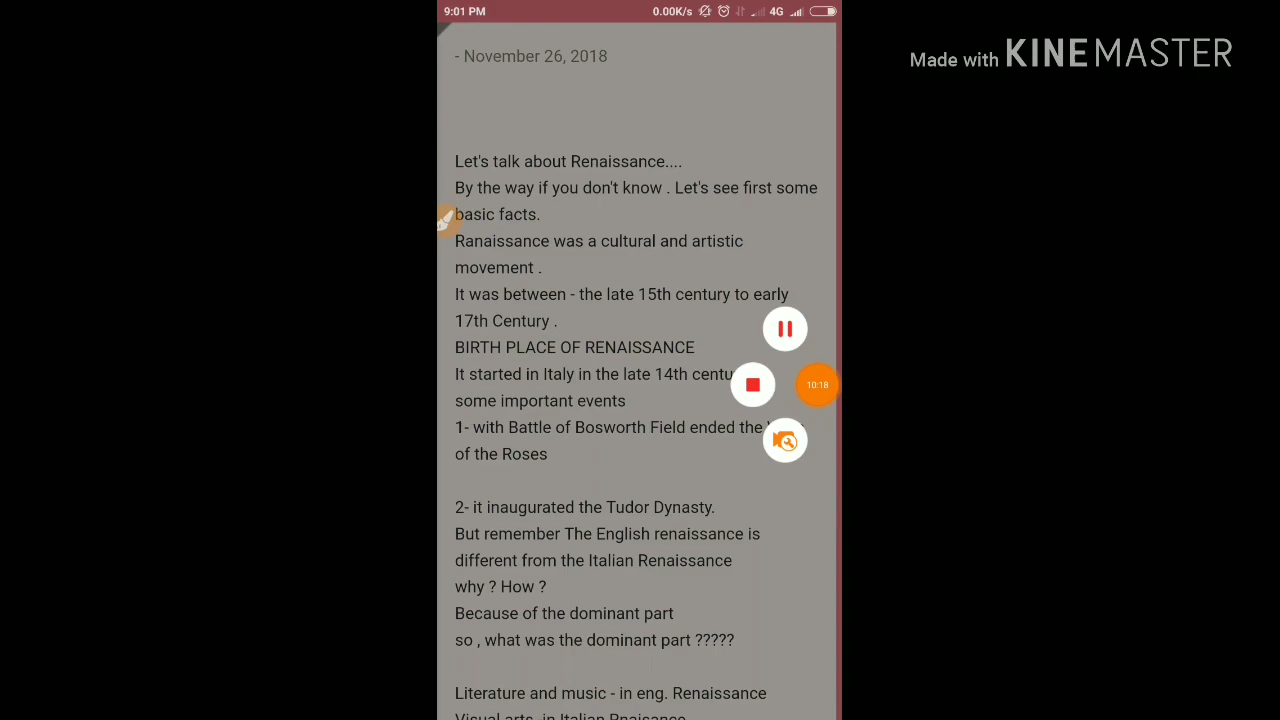 9:01 PM 0.00K/s 4G
Made with KINEMASTER
- November 26, 2018
Let's talk about Renaissance....
By the way if you don't know . Let's see first some
basic facts.
Ranaissance was a cultural and artistic
movement .
It was between - the late 15th century to early
17th Century .
BIRTH PLACE OF RENAISSANCE
It started in Italy in the late 14th
some important events
10:18
1- with Battle of Bosworth Field ended the
of the Roses
2- it inaugurated the Tudor Dynasty.
But remember The English renaissance is
different from the Italian Renaissance
why ? How ?
Because of the dominant part
so , what was the dominant part ?????
Literature and music - in eng. Renaissance
Visual arts in Italian